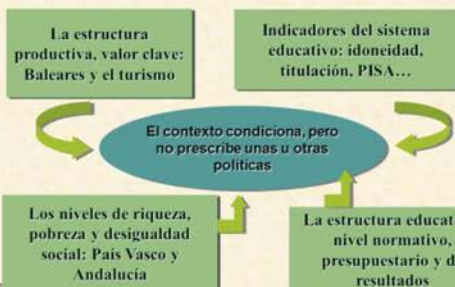 La estructura
productiva, valor clave:
Baleares y el turismo
Indicadores del sistema
educativo: idoneidad,
titulación, PISA…
El contexto condiciona, pero
no prescribe unas u otras
políticas
Los niveles de riqueza,
pobreza y desigualdad
social: País Vasco y
Andalucía
La estructura
nivel normativo,
presupuestario y
resultados